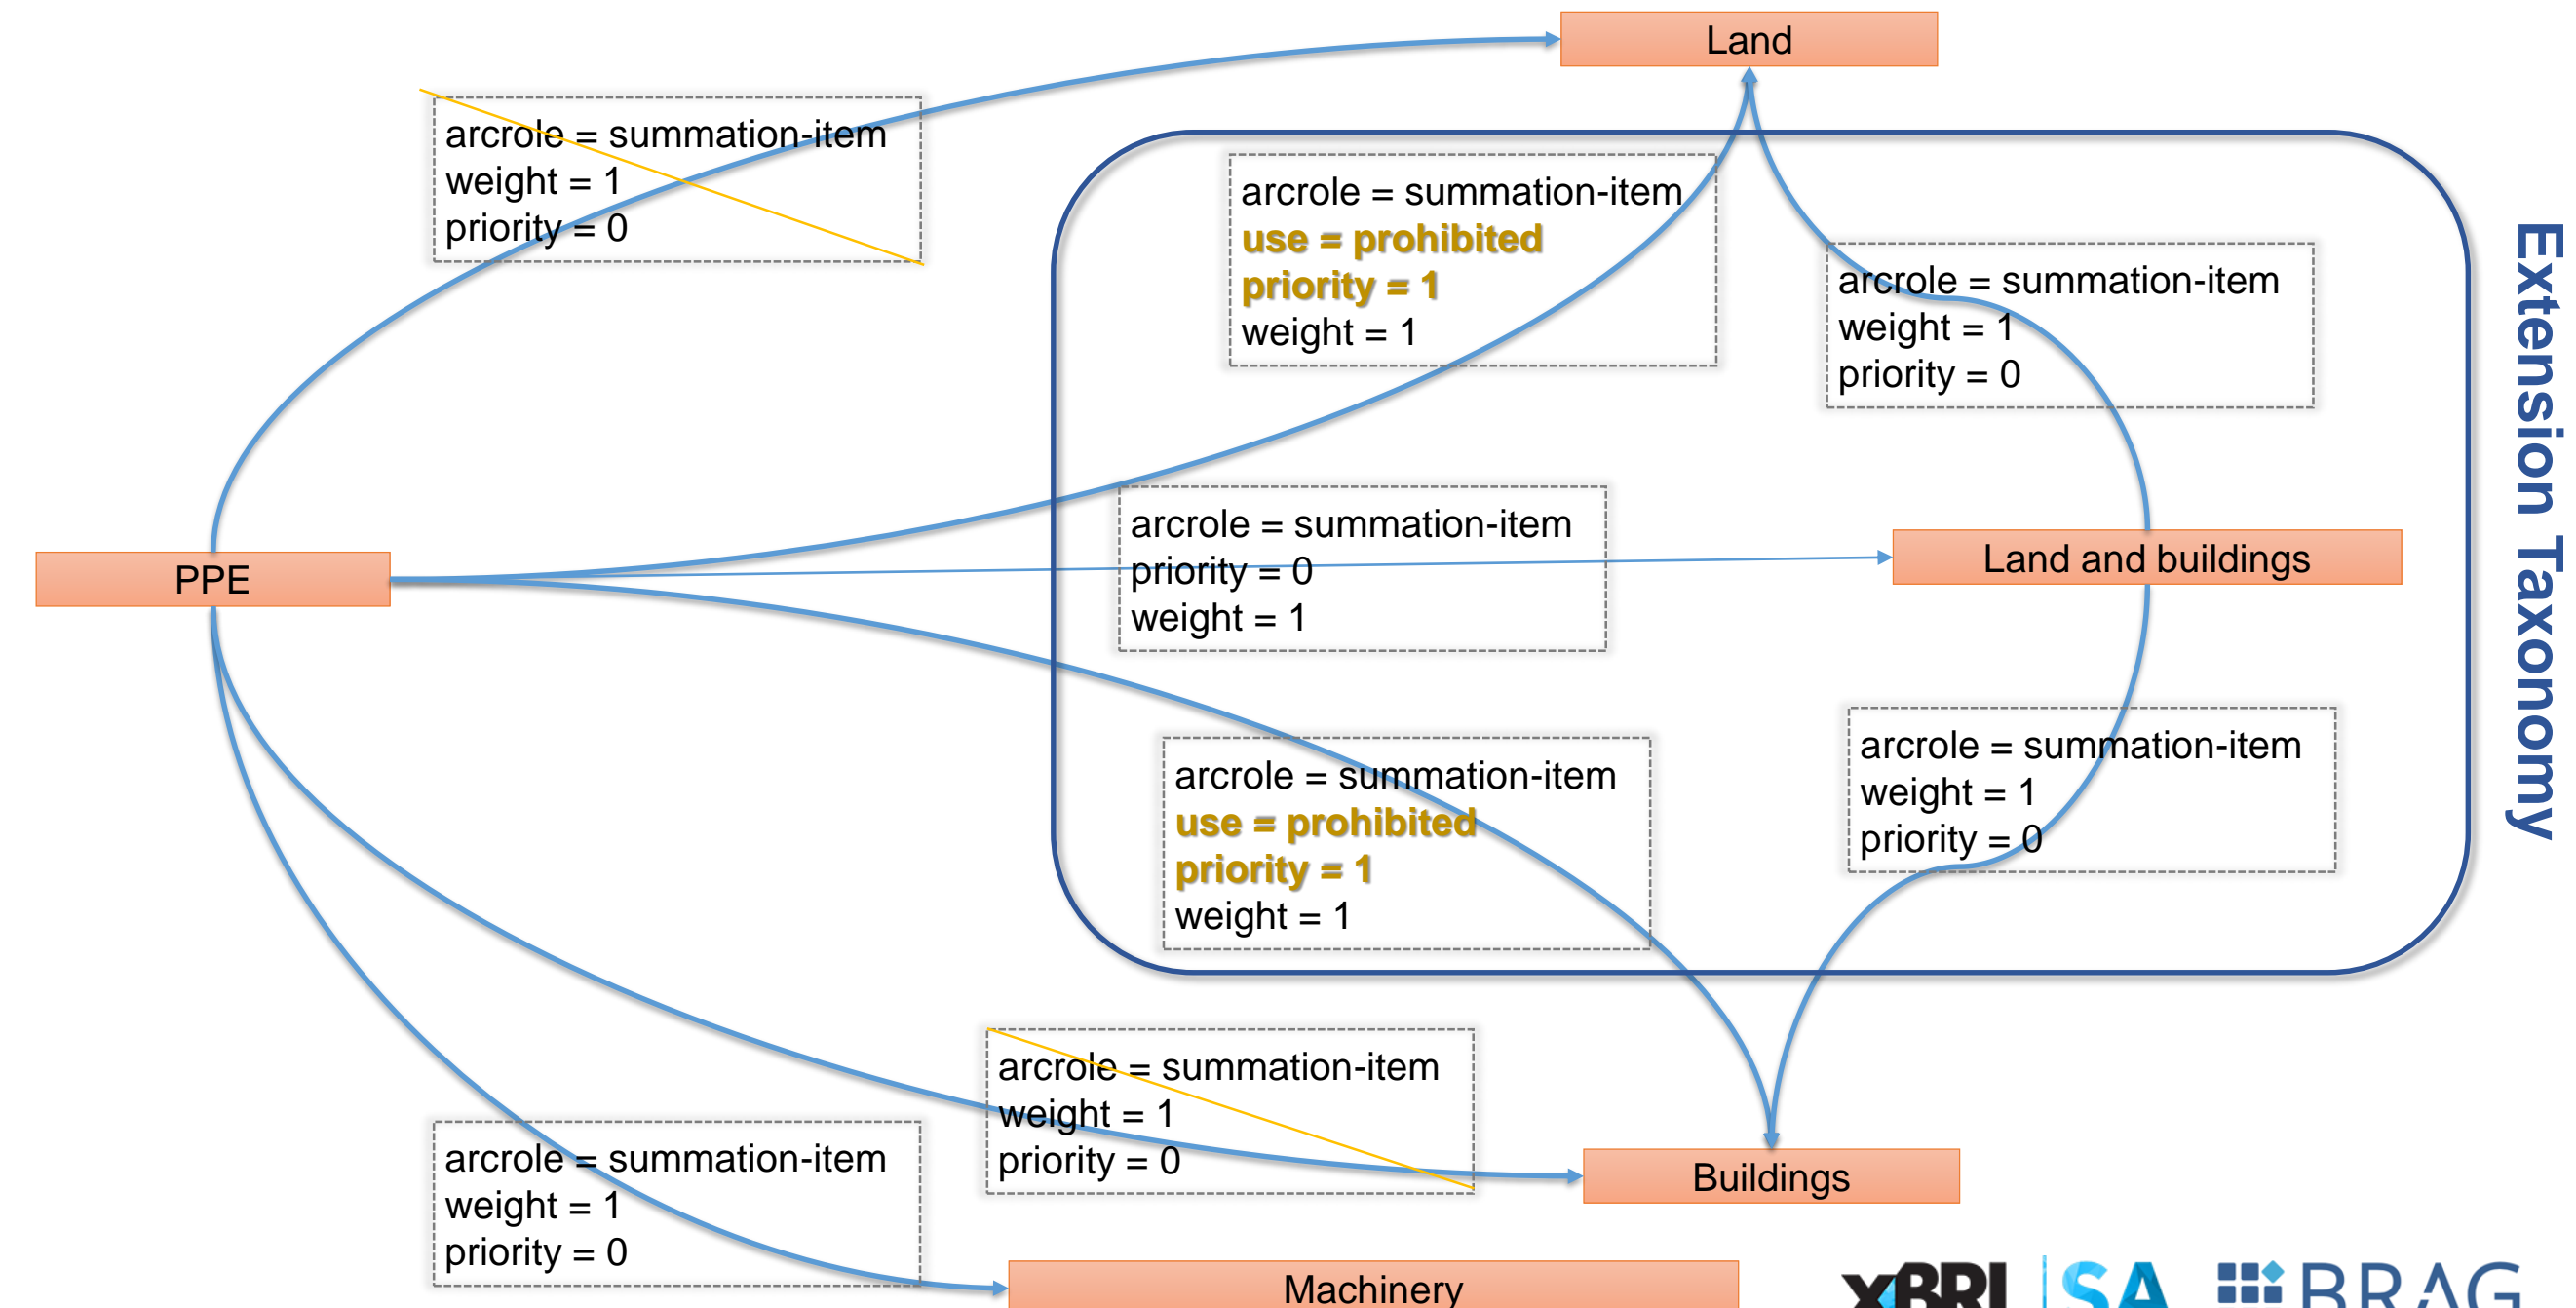 Land
arcrole = summation-item
weight = 1
priority = 0
arcrole = summation-item
use = prohibited
priority = 1
weight = 1
arcrole = summation-item
weight = 1
priority = 0
Extension Taxonomy
arcrole = summation-item
priority = 0
weight = 1
PPE
Land and buildings
arcrole = summation-item
use = prohibited
priority = 1
weight = 1
arcrole = summation-item
weight = 1
priority = 0
arcrole = summation-item
weight = 1
priority = 0
arcrole = summation-item
weight = 1
priority = 0
Buildings
Machinery
XBRL SA
BRAG